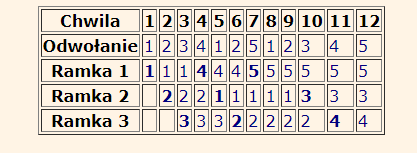 Chwila 1 2 3 4 5 6 7 8 9 10 11 12
Odwołanie 1 2 3 4 1 2 5 1 2 3 4 5
Ramka 1 1 1 1 4 4 4 5 5 5 5 5 5
Ramka 2 2 2 2 1 1 1 1 1 3 3 3
Ramka 3 3 3 3 2 2 2 2 2 4 4